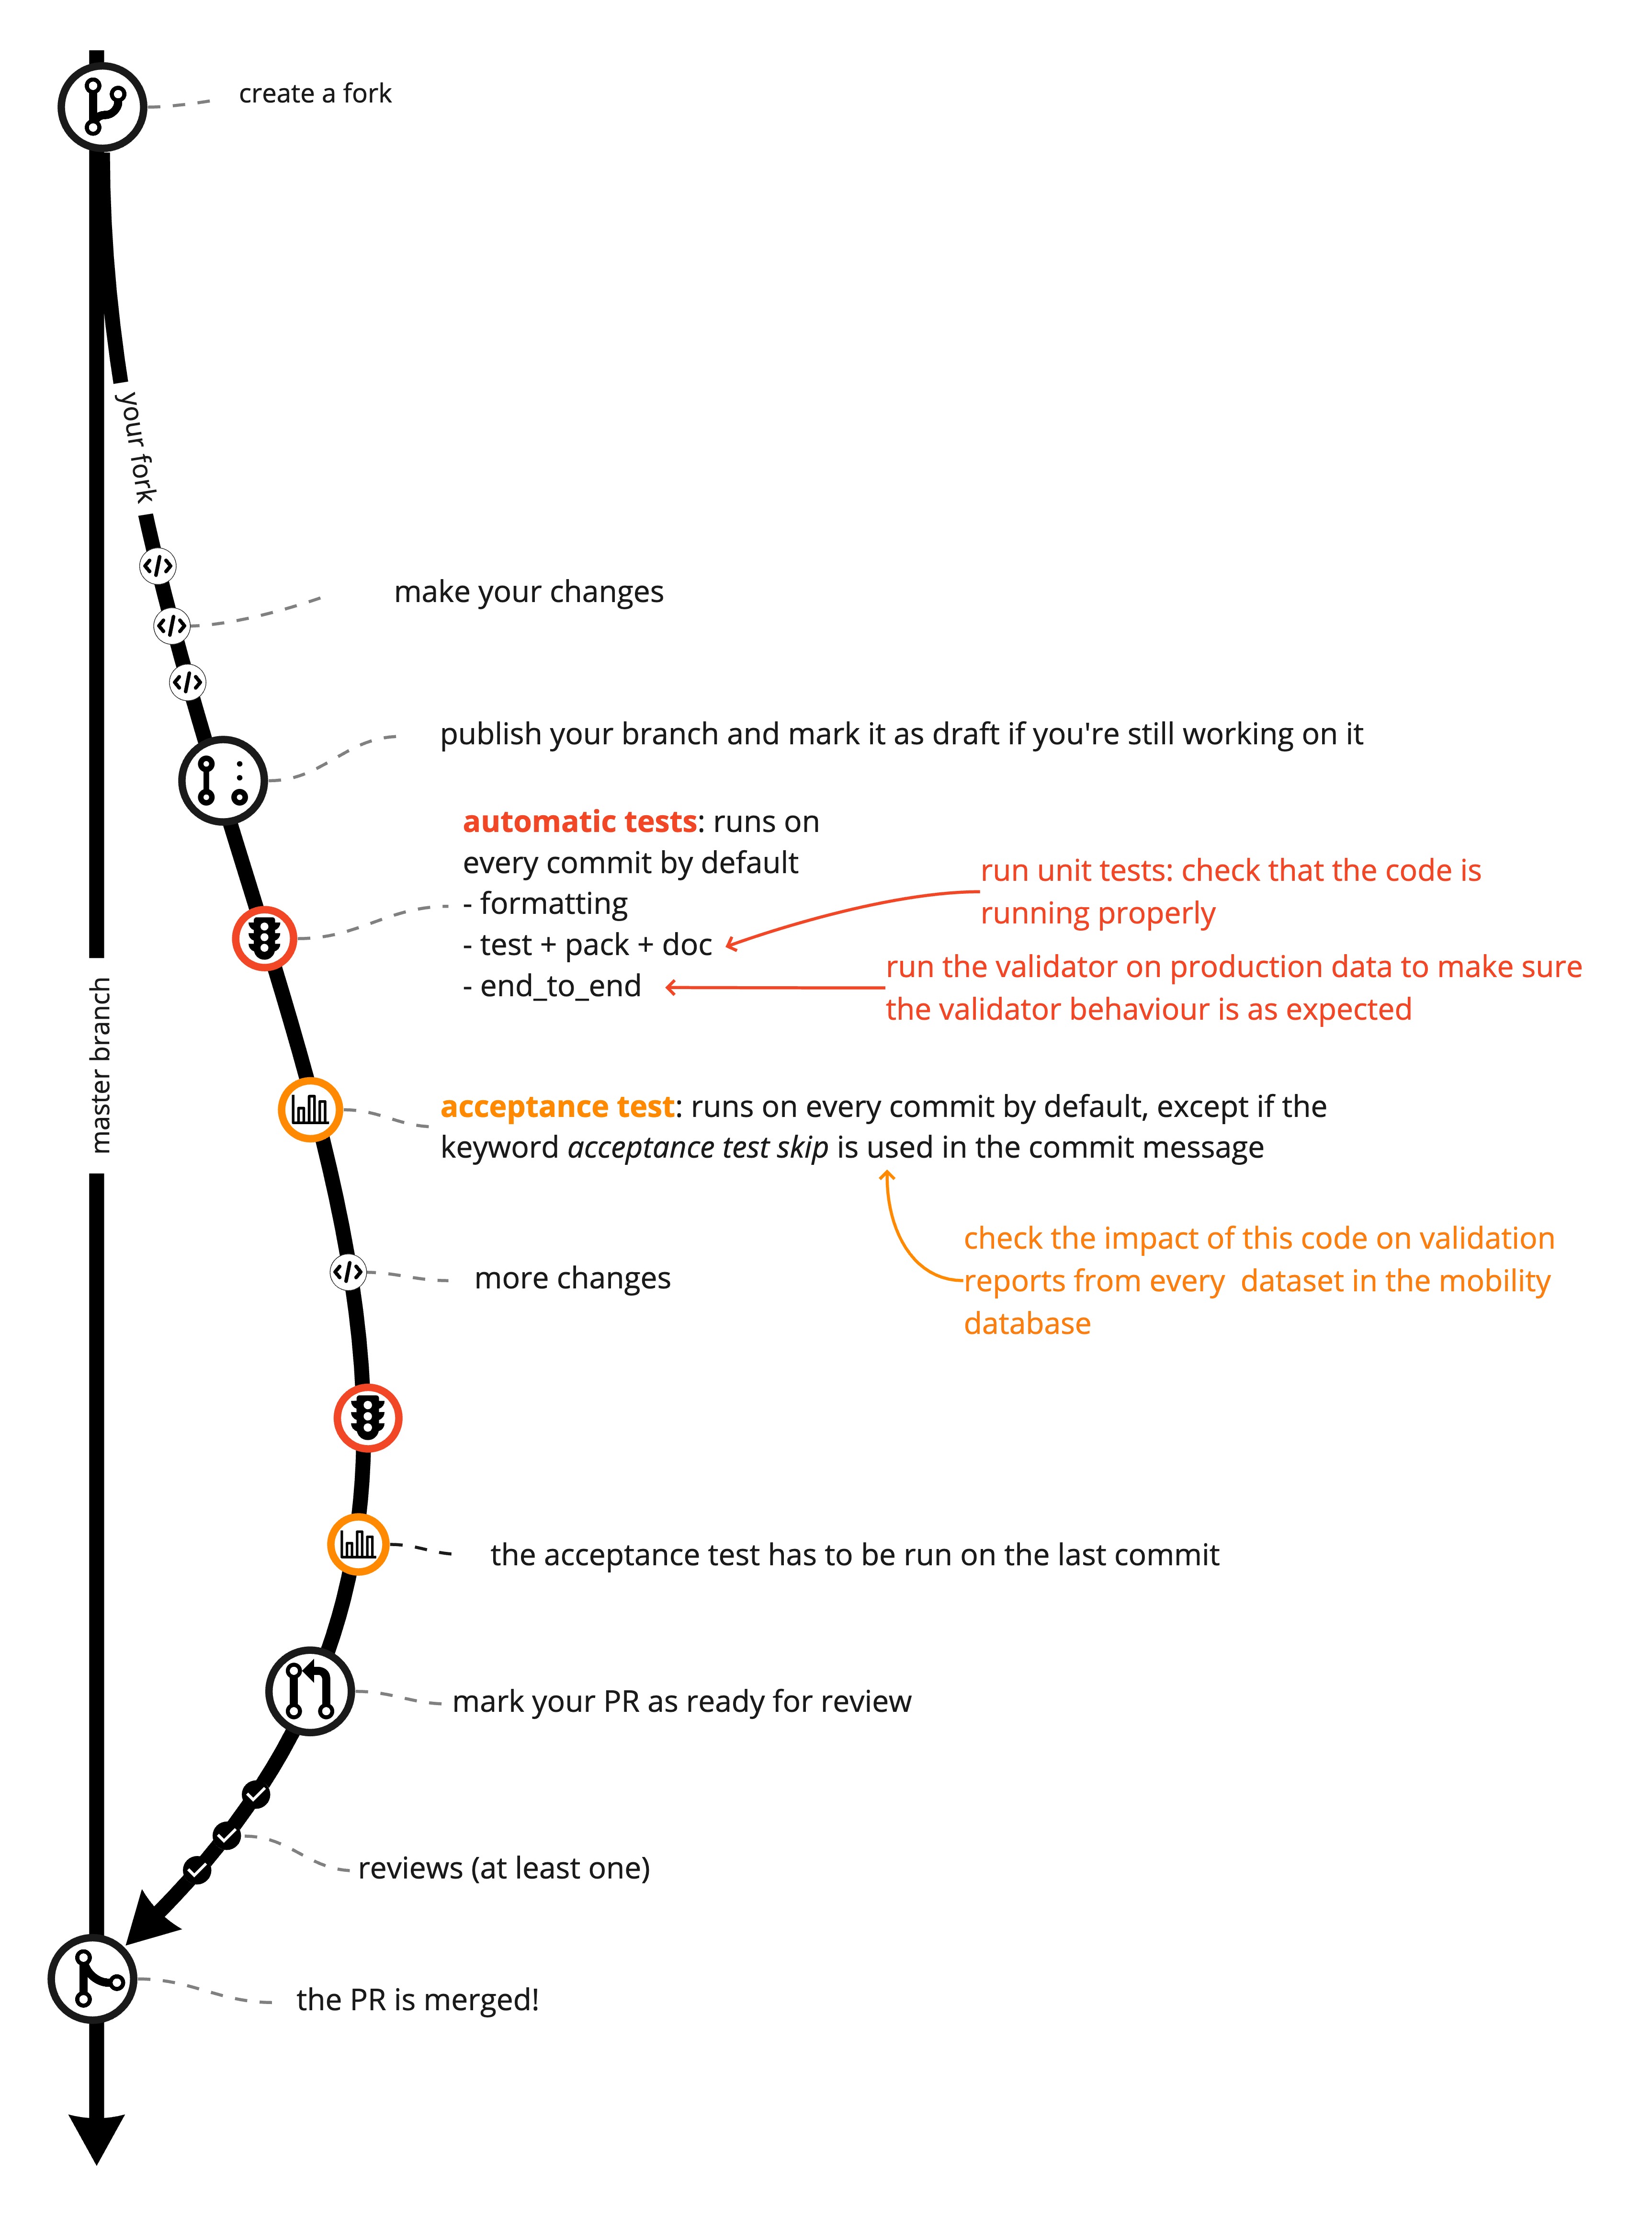 create a fork
your fork
make your changes
publish your branch and mark it as draft if you're still working on it
automatic tests: runs on
every commit by default
- formatting
- test + pack + doc
- end_to_end
run unit tests: check that the code is
running properly
run the validator on production data to make sure
the validator behaviour is as expected
master branch
acceptance test: runs on every commit by default, except if the
keyword acceptance test skip is used in the commit message
check the impact of this code on validation
reports from every  dataset in the mobility
database
more changes
the acceptance test has to be run on the last commit
mark your PR as ready for review
reviews (at least one)
the PR is merged!